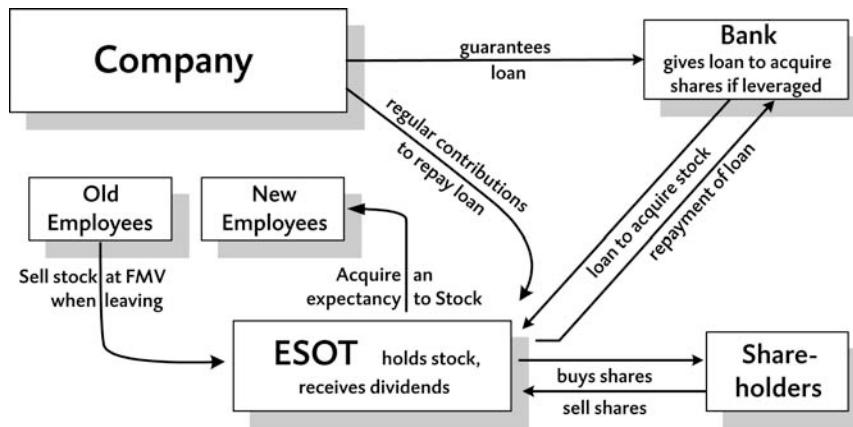 Company
guarantees
loan
Bank
gives loan to acquire
shares if leveraged
regular contributions
to repay loan
loan to acquire stock
repayment of loan
Old
Employees
New
Employees
Sell stock at FMV
when leaving
Acquire an
expectancy to Stock
ESOT holds stock,
receives dividends
buys shares
sell shares
Share-
holders